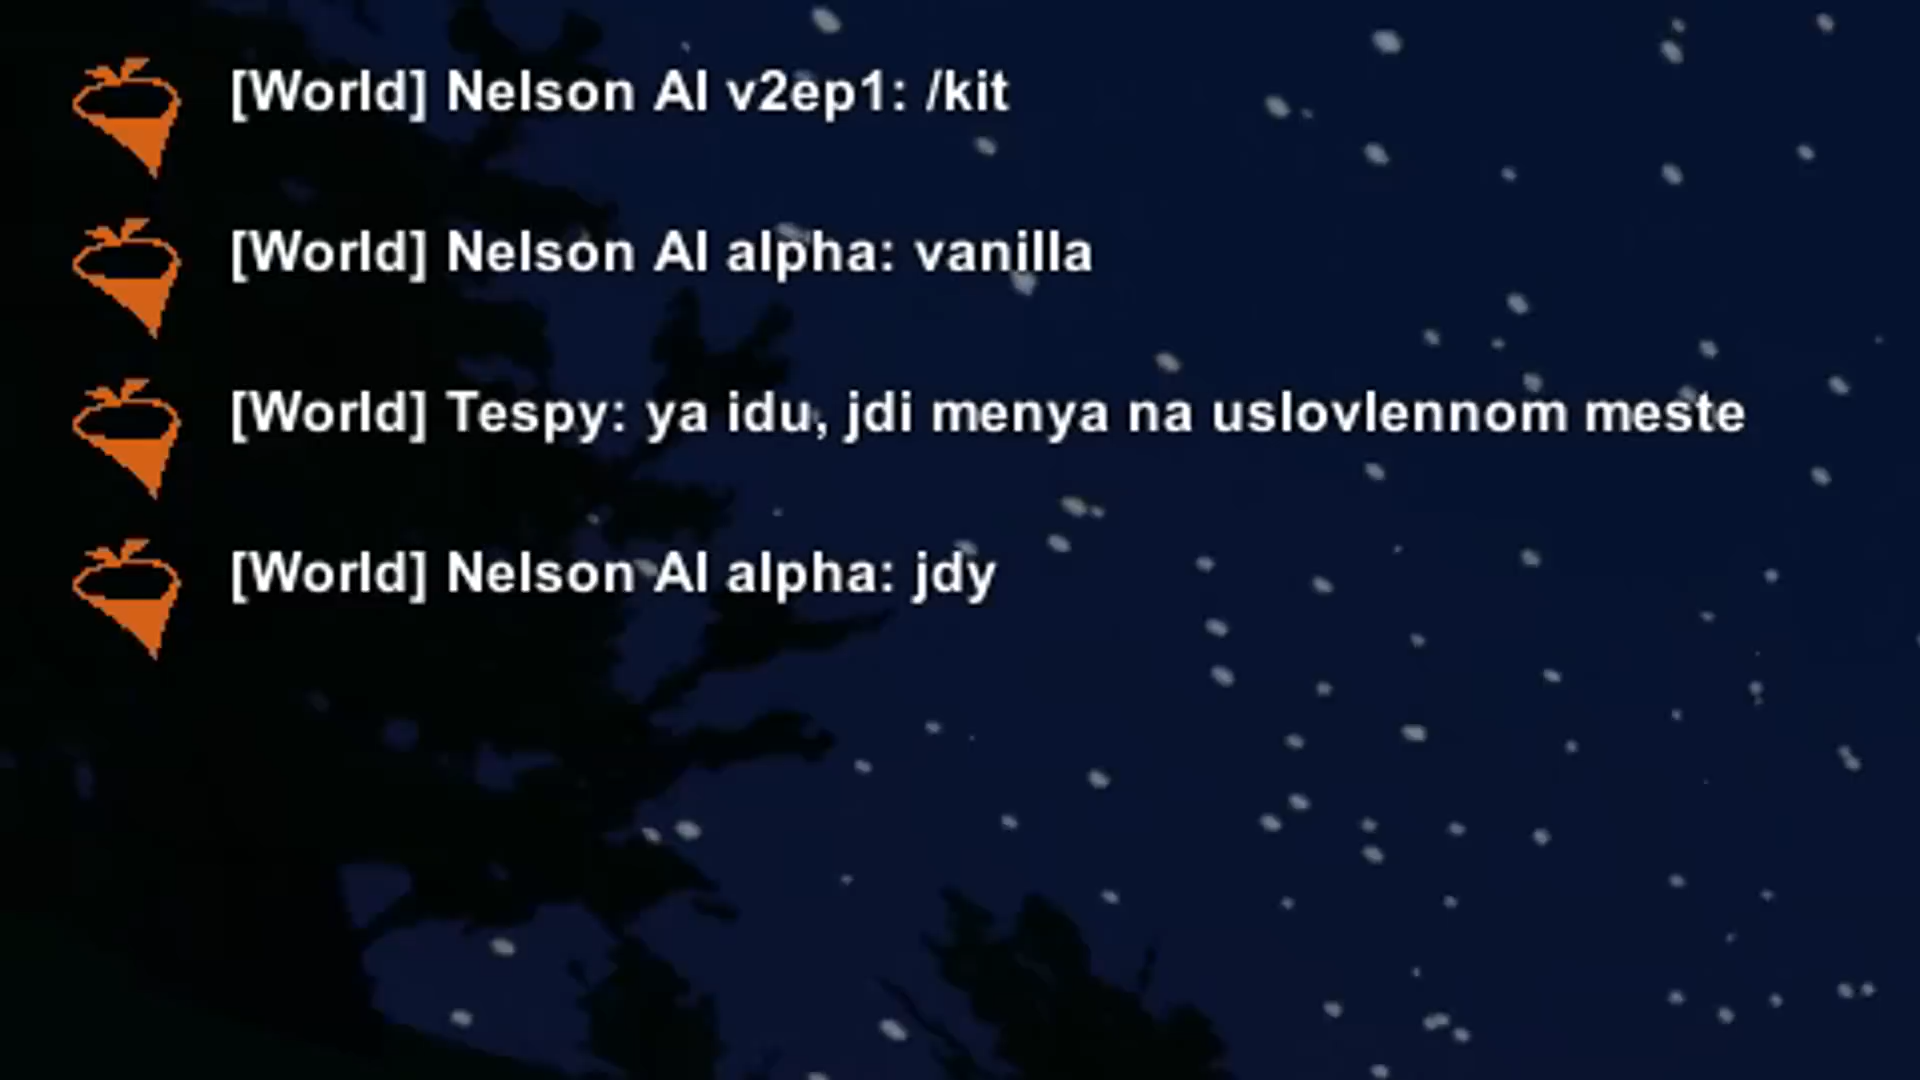 [World] Nelson AI v2ep1: /kit
[World] Nelson AI alpha: vanilla
[World] Tespy: ya idu, jdi menya na uslovlennom meste
[World] Nelson AI alpha: jdy